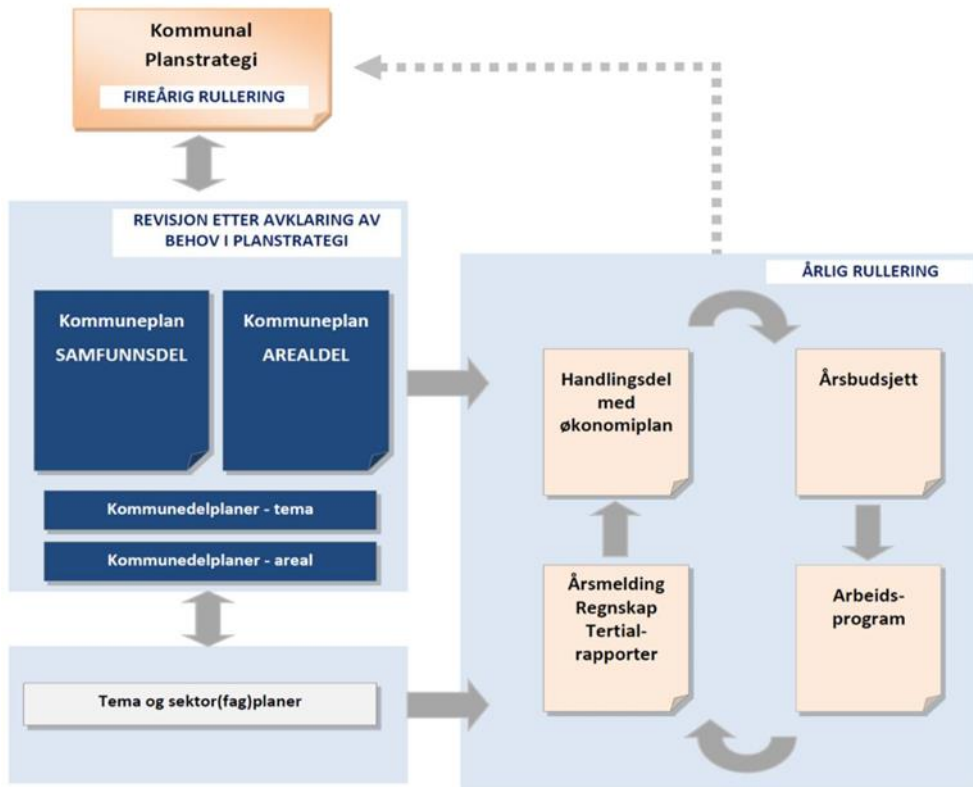 Kommunal
Planstrategi
FIREÅRIG RULLERING
REVISJON ETTER AVKLARING AV
BEHOV I PLANSTRATEGI
Kommuneplan
SAMFUNNSDEL
Kommuneplan
AREALDEL
Kommunedelplaner - tema
Kommunedelplaner - areal
Tema og sektor(fag)planer
ÅRLIG RULLERING
Handlingsdel
med
økonomiplan
Årsbudsjett
Årsmelding
Regnskap
Tertial-
rapporter
Arbeids-
program